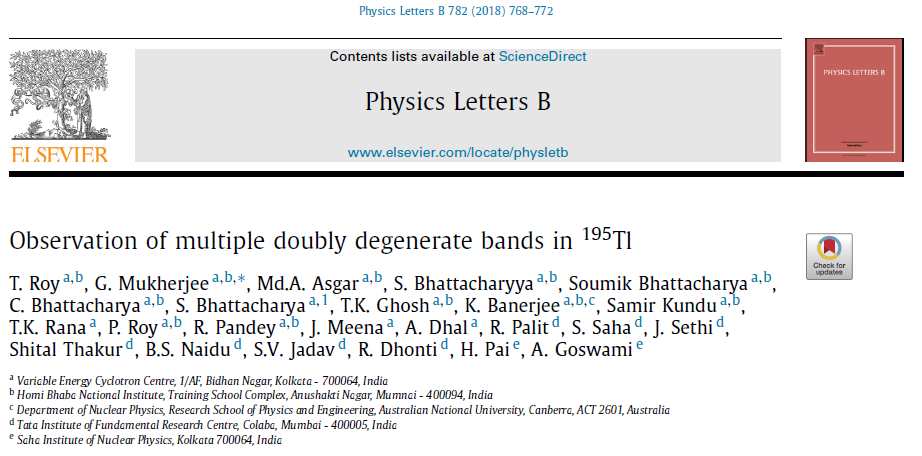 Physics Letters B 782 (2018) 768–772
Contents lists available at ScienceDirect
Physics Letters B
www.elsevier.com/locate/physletb
ELSEVIER
PHYSICS LETTERS B
Observation of multiple doubly degenerate bands in ¹⁹⁵Tl
Check for
updates
T. Roy a,b, G. Mukherjee a,b,∗, Md.A. Asgar a,b, S. Bhattacharyya a,b, Soumik Bhattacharya a,b,
C. Bhattacharya a,b, S. Bhattacharya a,1, T.K. Ghosh a,b, K. Banerjee a,b,c, Samir Kundu a,b,
T.K. Rana a, P. Roy a,b, R. Pandey a,b, J. Meena a, A. Dhal a, R. Palit d, S. Saha d, J. Sethi d,
Shital Thakur d, B.S. Naidu d, S.V. Jadav d, R. Dhonti d, H. Pai e, A. Goswami e
a Variable Energy Cyclotron Centre, 1/AF, Bidhan Nagar, Kolkata - 700064, India
b Homi Bhaba National Institute, Training School Complex, Anushakti Nagar, Mumnai - 400094, India
c Department of Nuclear Physics, Research School of Physics and Engineering, Australian National University, Canberra, ACT 2601, Australia
d Tata Institute of Fundamental Research Centre, Colaba, Mumbai - 400005, India
e Saha Institute of Nuclear Physics, Kolkata 700064, India